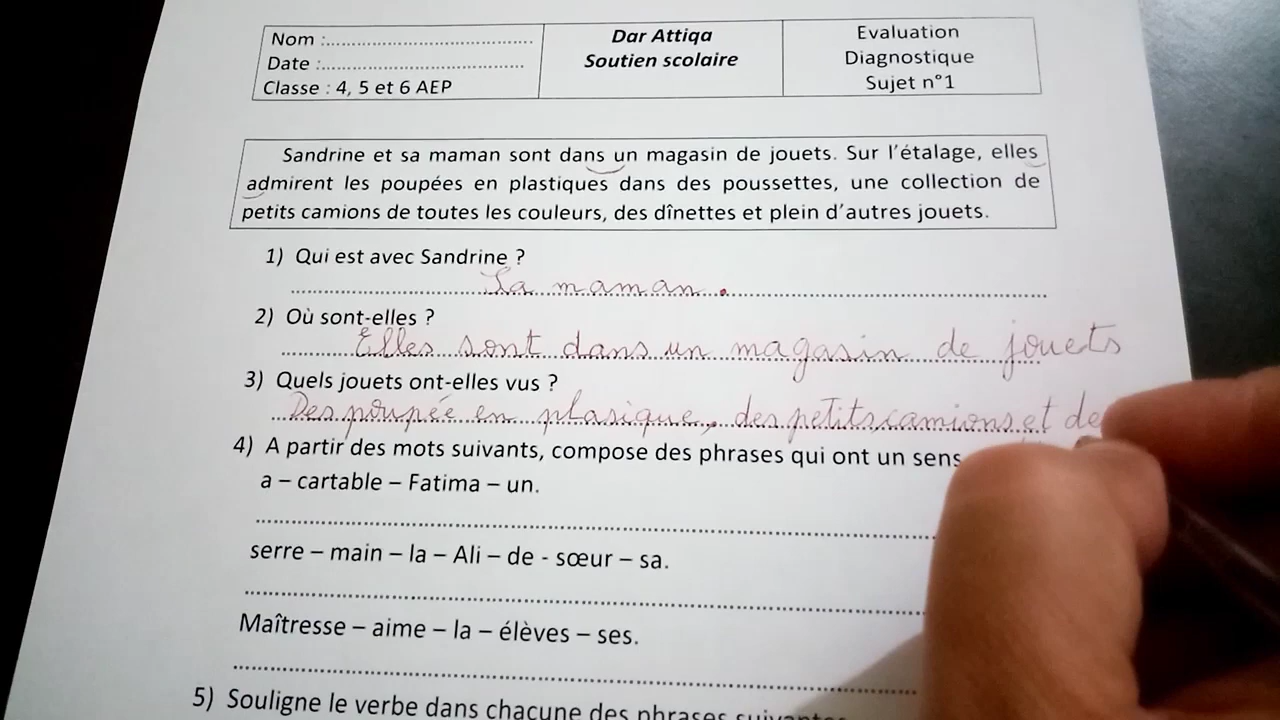 Nom :..............................
Date :..............................
Classe : 4, 5 et 6 AEP
Dar Attiqa
Soutien scolaire
Evaluation
Diagnostique
Sujet n°1
Sandrine et sa maman sont dans un magasin de jouets. Sur l'étalage, elles
admirent les poupées en plastiques dans des poussettes, une collection de
petits camions de toutes les couleurs, des dînettes et plein d'autres jouets.
1) Qui est avec Sandrine ?
Sa maman.
2) Où sont-elles ?
Elles sont dans un magasin de jouets
3) Quels jouets ont-elles vus ?
Des poupée en plasique, des petits camions et de
4) A partir des mots suivants, compose des phrases qui ont un sens
a – cartable – Fatima – un.
serre – main – la – Ali – de - sœur – sa.
Maîtresse – aime – la – élèves – ses.
5) Souligne le verbe dans chacune des phrases suivantes